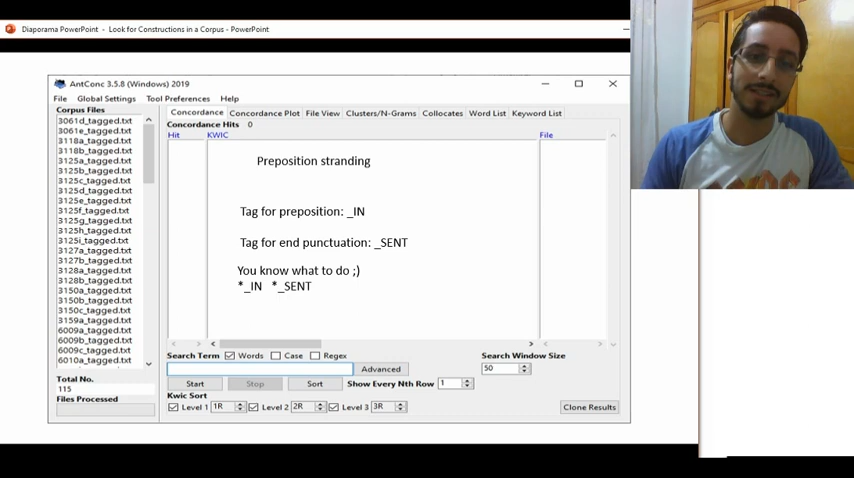 Diaporama PowerPoint - Look for Constructions in a Corpus - PowerPoint
AntConc 3.5.8 (Windows) 2019
File Global Settings Tool Preferences Help
Corpus Files
3061d_tagged.txt
3061e_tagged.txt
3118a_tagged.txt
3118b_tagged.txt
3125a_tagged.txt
3125b_tagged.txt
3125c_tagged.txt
3125d_tagged.txt
3125e_tagged.txt
3125f_tagged.txt
3125g_tagged.txt
3125h_tagged.txt
3125i_tagged.txt
3127a_tagged.txt
3127b_tagged.txt
3128a_tagged.txt
3128b_tagged.txt
3150a_tagged.txt
3150b_tagged.txt
3150c_tagged.txt
3159a_tagged.txt
6009a_tagged.txt
6009b_tagged.txt
6009c_tagged.txt
6010a_tagged.txt
Total No.
115
Files Processed
Concordance Concordance Plot File View Clusters/N-Grams Collocates Word List Keyword List
Concordance Hits 0
Hit KWIC File
Preposition stranding
Tag for preposition: _IN
Tag for end punctuation: _SENT
You know what to do ;)
*_IN *_SENT
Search Term Words Case Regex Search Window Size
Advanced 50
Start Stop Sort Show Every Nth Row 1
Kwic Sort
Level 1 1R Level 2 2R Level 3 3R Clone Results